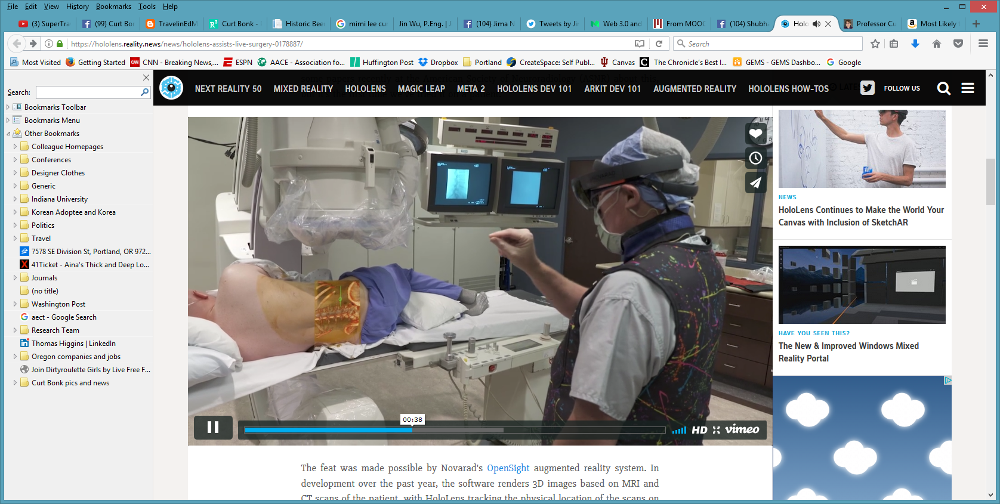 File Edit View History Bookmarks Tools Help
(3) SuperTra
(99) Curt Bon
TravelinEdM
Curt Bonk -
Historic Bee
mimi lee cur
Jin Wu, P.Eng. | J
(104) Jima N
Tweets by Jin
Web 3.0 and
From MOOC
(104) Shubha
Holo
Professor Cu
Most Likely
https://hololens.reality.news/news/hololens-assists-live-surgery-0178887/
Search
Most Visited
Getting Started
CNN - Breaking News,...
ESPN
AACE - Association fo...
Huffington Post
Dropbox
Portland
CreateSpace: Self Publ...
Canvas
The Chronicle's Best I...
GEMS - GEMS Dashbo...
Google
Search:
Bookmarks Toolbar
Bookmarks Menu
Other Bookmarks
Colleague Homepages
Conferences
Designer Clothes
Generic
Indiana University
Korean Adoptee and Korea
Politics
Travel
7578 SE Division St, Portland, OR 972...
41Ticket - Aina's Thick and Deep Lo...
Journals
(no title)
Washington Post
aect - Google Search
Research Team
Thomas Higgins | LinkedIn
Oregon companies and jobs
Join Dirtyroulette Girls by Live Free F...
Curt Bonk pics and news
NEXT REALITY 50
MIXED REALITY
HOLOLENS
MAGIC LEAP
META 2
HOLOLENS DEV 101
ARKIT DEV 101
AUGMENTED REALITY
HOLOLENS HOW-TOS
FOLLOW US
00:38
HD vimeo
The feat was made possible by Novarad's OpenSight augmented reality system. In
development over the past year, the software renders 3D images based on MRI and
CT scans of the patient, with HoloLens tracking the physical location of the scans on
NEWS
HoloLens Continues to Make the World Your
Canvas with Inclusion of SketchAR
HAVE YOU SEEN THIS?
The New & Improved Windows Mixed
Reality Portal